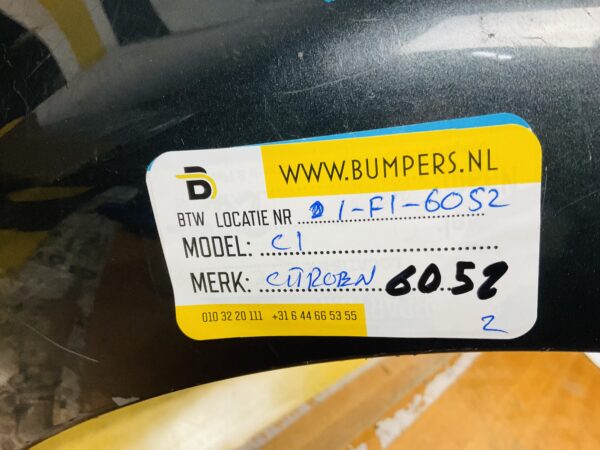 WWW.BUMPERS.NL
BTW LOCATIE NR 1-F1-6052
MODEL: C1
MERK: CITROEN 6052
010 32 20 111 +31 6 44 66 53 55
2